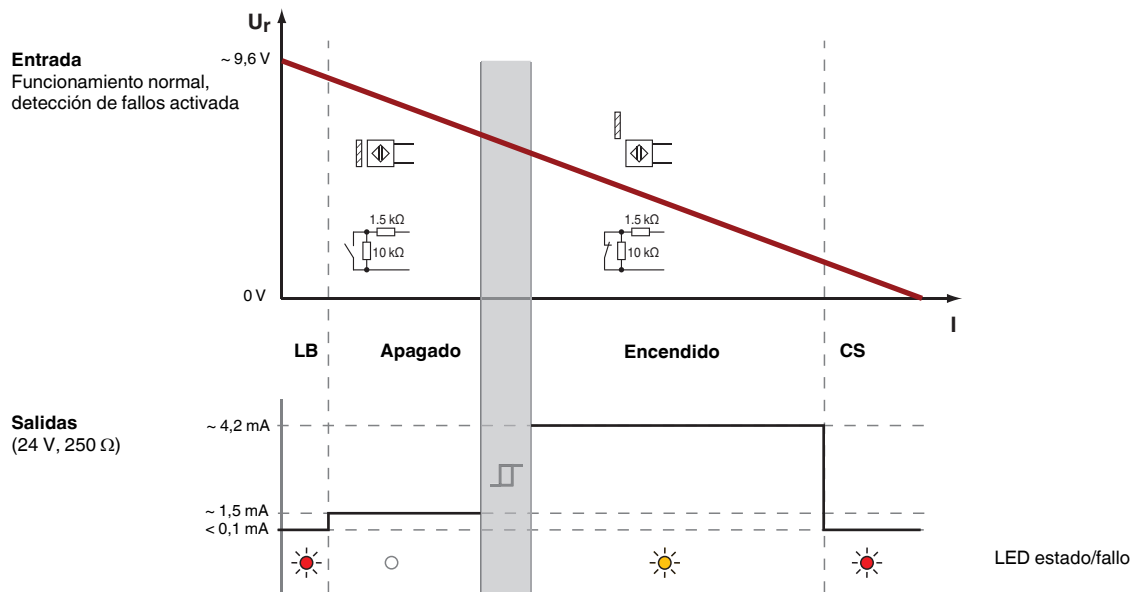 Ur
Entrada
Funcionamiento normal,
detección de fallos activada
~ 9,6 V
1.5 kΩ
10 kΩ
1.5 kΩ
10 kΩ
0 V
I
LB
Apagado
Encendido
CS
Salidas
(24 V, 250 Ω)
~ 4,2 mA
~ 1,5 mA
< 0,1 mA
LED estado/fallo